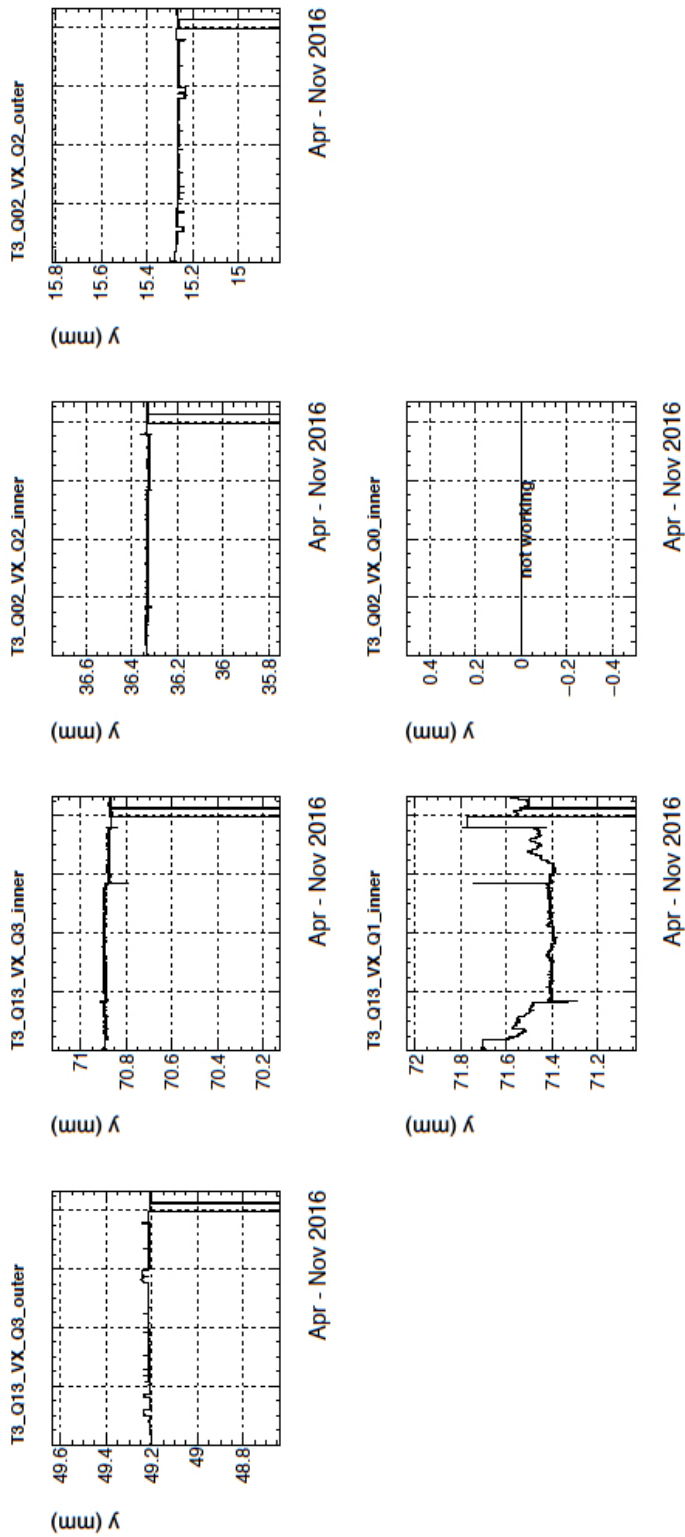 T3_Q13_VX_Q3_outer
y (mm)
49.6
49.4
49.2
49
48.8
Apr - Nov 2016
T3_Q13_VX_Q3_inner
y (mm)
71
70.8
70.6
70.4
70.2
Apr - Nov 2016
T3_Q02_VX_Q2_inner
y (mm)
36.6
36.4
36.2
36
35.8
Apr - Nov 2016
T3_Q02_VX_Q2_outer
y (mm)
15.8
15.6
15.4
15.2
15
Apr - Nov 2016
T3_Q13_VX_Q1_inner
y (mm)
72
71.8
71.6
71.4
71.2
Apr - Nov 2016
T3_Q02_VX_Q0_inner
y (mm)
0.4
0.2
0
−0.2
−0.4
not working
Apr - Nov 2016